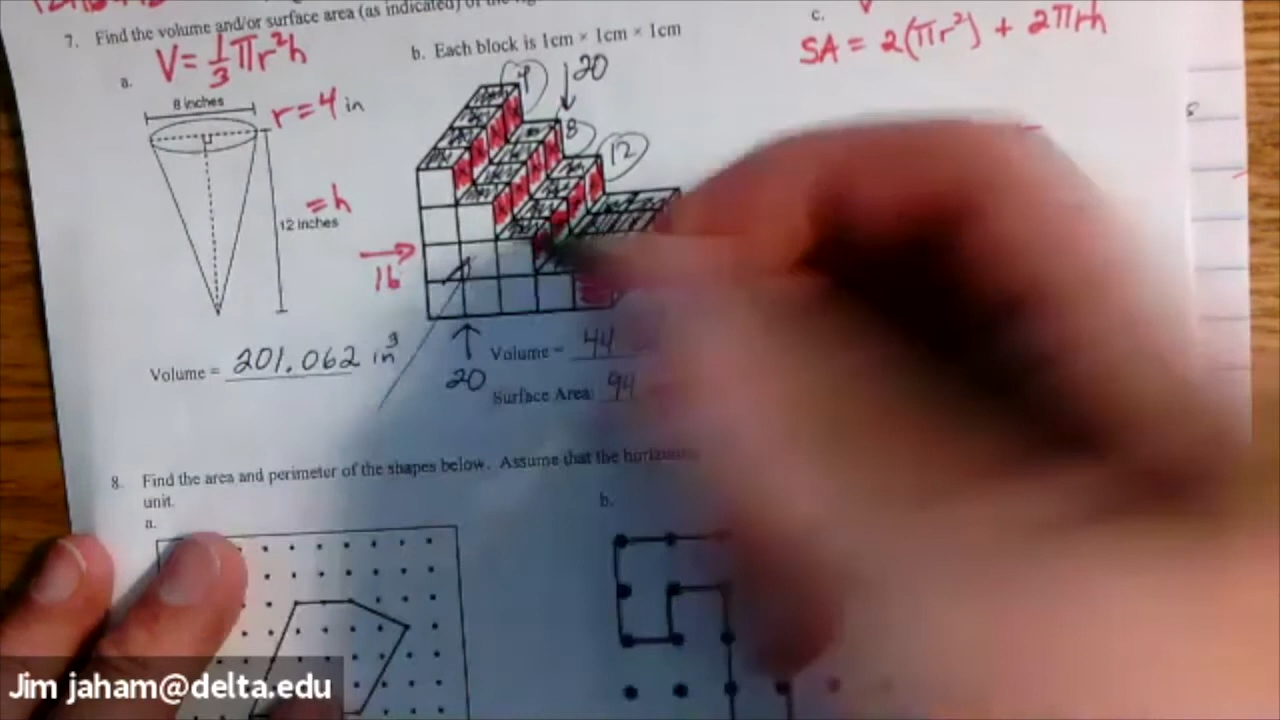 7. Find the volume and/or surface area (as indicated) of the
a. V = 1/3 πr²h
8 inches
r = 4 in
= h
12 inches
Volume = 201.062 in³
b. Each block is 1cm × 1cm × 1cm
20
4
8
12
16
20
Volume = 44
Surface Area: 94
c.
SA = 2(πr²) + 2πrh
8. Find the area and perimeter of the shapes below. Assume that the
unit.
a.
b.
Jim jaham@delta.edu